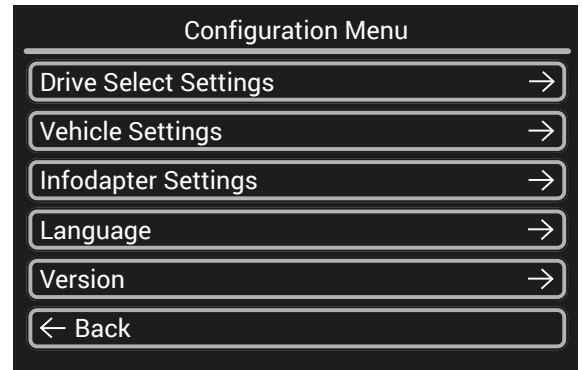 Configuration Menu
Drive Select Settings →
Vehicle Settings →
Infodapter Settings →
Language →
Version →
← Back